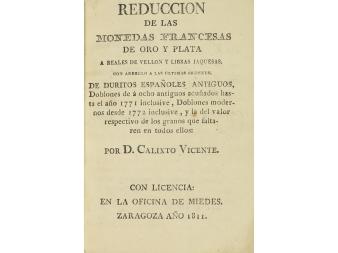 REDUCCION
DE LAS
MONEDAS FRANCESAS
DE ORO Y PLATA
A REALES DE VELLON Y LIBRAS JAQUESAS,
CON ARREGLO A LAS ULTIMAS ORDENES,
DE DURITOS ESPAÑOLES ANTIGUOS,
Doblones de á ocho antiguos acuñados has-
ta el año 1771 inclusive, Doblones moder-
nos desde 1772 inclusive, y la del valor
respectivo de los granos que falta-
ren en todos ellos:
POR D. CALIXTO VICENTE.
CON LICENCIA:
EN LA OFICINA DE MIEDES.
ZARAGOZA AÑO 1811.